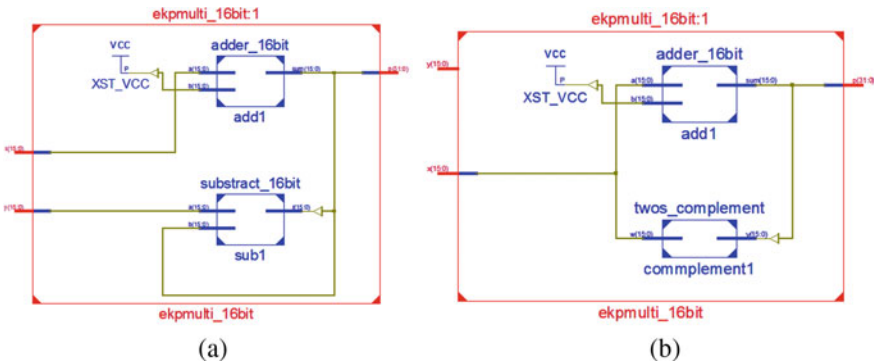 ekpmulti_16bit:1
vcc
P
XST_VCC
adder_16bit
a(15:0)
b(15:0)
sum(15:0)
add1
substract_16bit
a(15:0)
b(15:0)
sub1
ekpmulti_16bit
(a)
ekpmulti_16bit:1
y(15:0)
vcc
P
XST_VCC
adder_16bit
a(15:0)
b(15:0)
sum(15:0)
p(31:0)
add1
x(15:0)
twos_complement
w(15:0)
v(15:0)
commplement1
ekpmulti_16bit
(b)